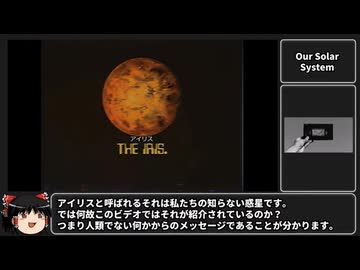 Our Solar
System
アイリス
THE IRIS.
アイリスと呼ばれるそれは私たちの知らない惑星です。
では何故このビデオではそれが紹介されているのか？
つまり人類でない何かからのメッセージであることが分かります。